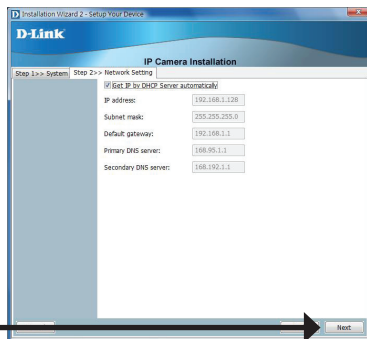 Installation Wizard 2 - Setup Your Device
D-Link
IP Camera Installation
Step 1>> System Step 2>> Network Setting
Get IP by DHCP Server automatically
IP address: 192.168.1.128
Subnet mask: 255.255.255.0
Default gateway: 192.168.1.1
Primary DNS server: 168.95.1.1
Secondary DNS server: 168.192.1.1
Next